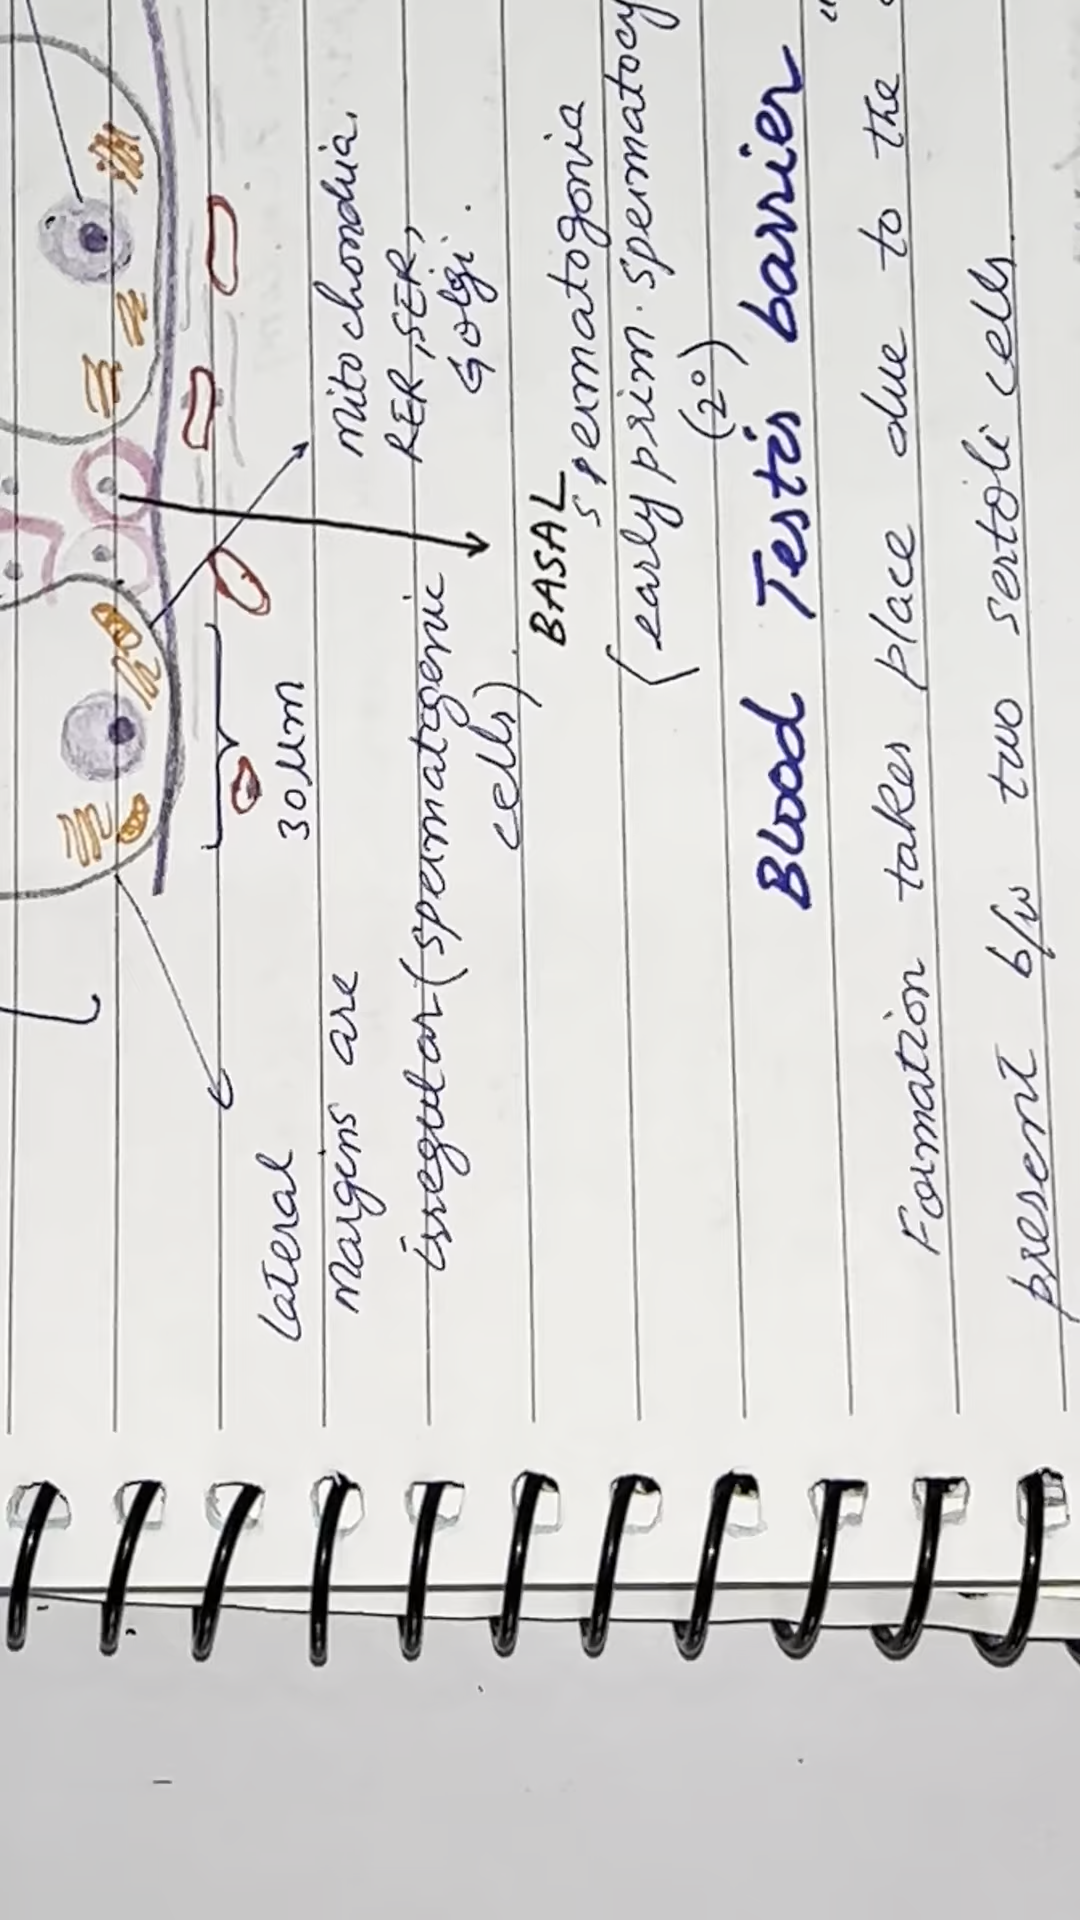 Mitochondria,
RER, SER,
Golgi.
30 μm
Lateral
Margins are
irregular (spermatogenic
cells).
BASAL
spermatogonia
(early prim. spermatocy
(2°)
Blood Testis barrier
Formation takes place due to the
present b/w two sertoli cells.